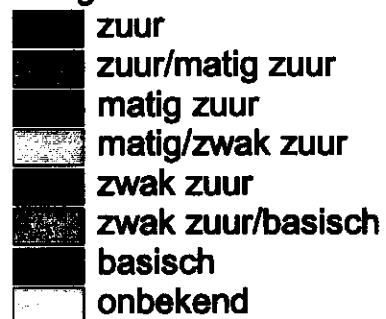 zuur
zuur/matig zuur
matig zuur
matig/zwak zuur
zwak zuur
zwak zuur/basisch
basisch
onbekend